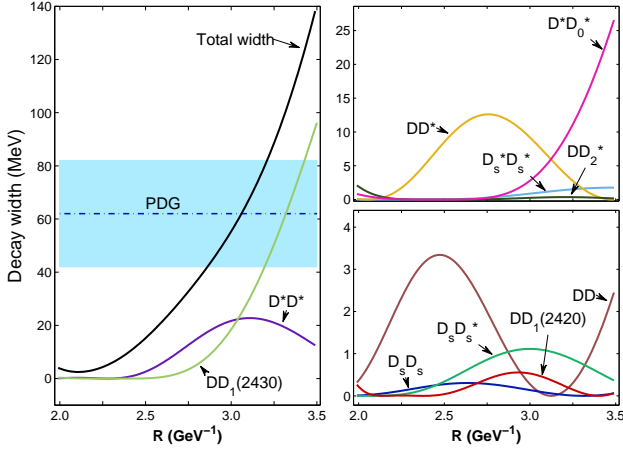 140
120
100
80
60
40
20
0
Decay width (MeV)
Total width
PDG
D*D*
DD₁(2430)
2.0 2.5 3.0 3.5
R (GeV⁻¹)
25
20
15
10
5
0
D*D₀*
DD*
Dₛ*Dₛ*
DD₂*
4
3
2
1
0
DD
DD₁(2420)
DₛDₛ*
DₛDₛ
2.0 2.5 3.0 3.5
R (GeV⁻¹)